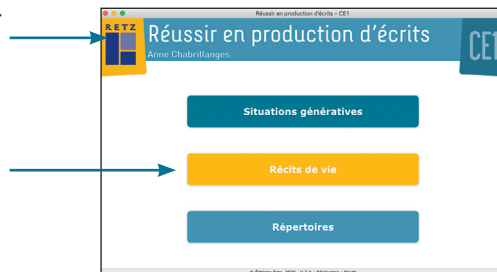 Réussir en production d'écrits - CE1
RETZ
Réussir en production d'écrits
CE1
Anne Chabrillanges
Situations génératives
Récits de vie
Répertoires